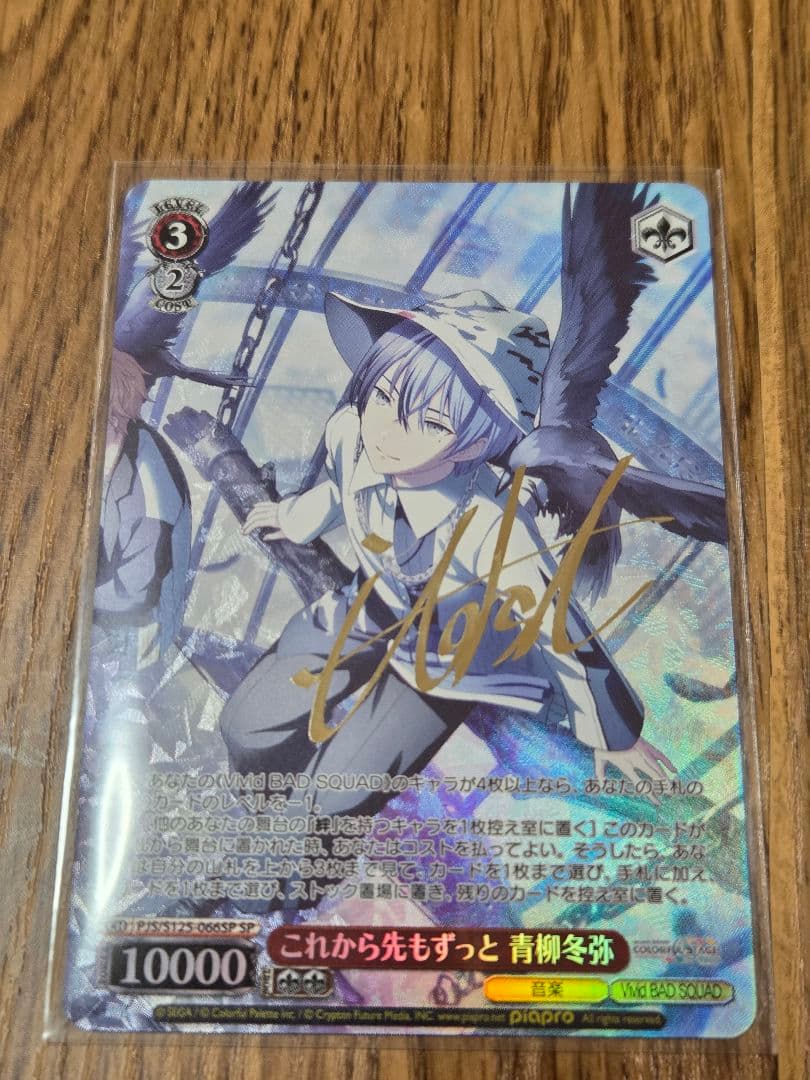 LEVEL
3
2
COST
あなたの《Vivid BAD SQUAD》のキャラが4枚以上なら、あなたの手札の
カードのレベルを－1。
他のあなたの舞台の『絆』を持つキャラを1枚控え室に置く］このカードが
から舞台に置かれた時、あなたはコストを払ってよい。そうしたら、あな
は自分の山札を上から3枚まで見て、カードを1枚まで選び、手札に加え
ドを1枚まで選び、ストック置場に置き、残りのカードを控え室に置く。
PJS/S125-066SP SP
これから先もずっと 青柳冬弥
COLORFUL STAGE
10000
音楽
Vivid BAD SQUAD
© SEGA / © Colorful Palette Inc. / © Crypton Future Media, INC. www.piapro.net piapro All rights reserved.